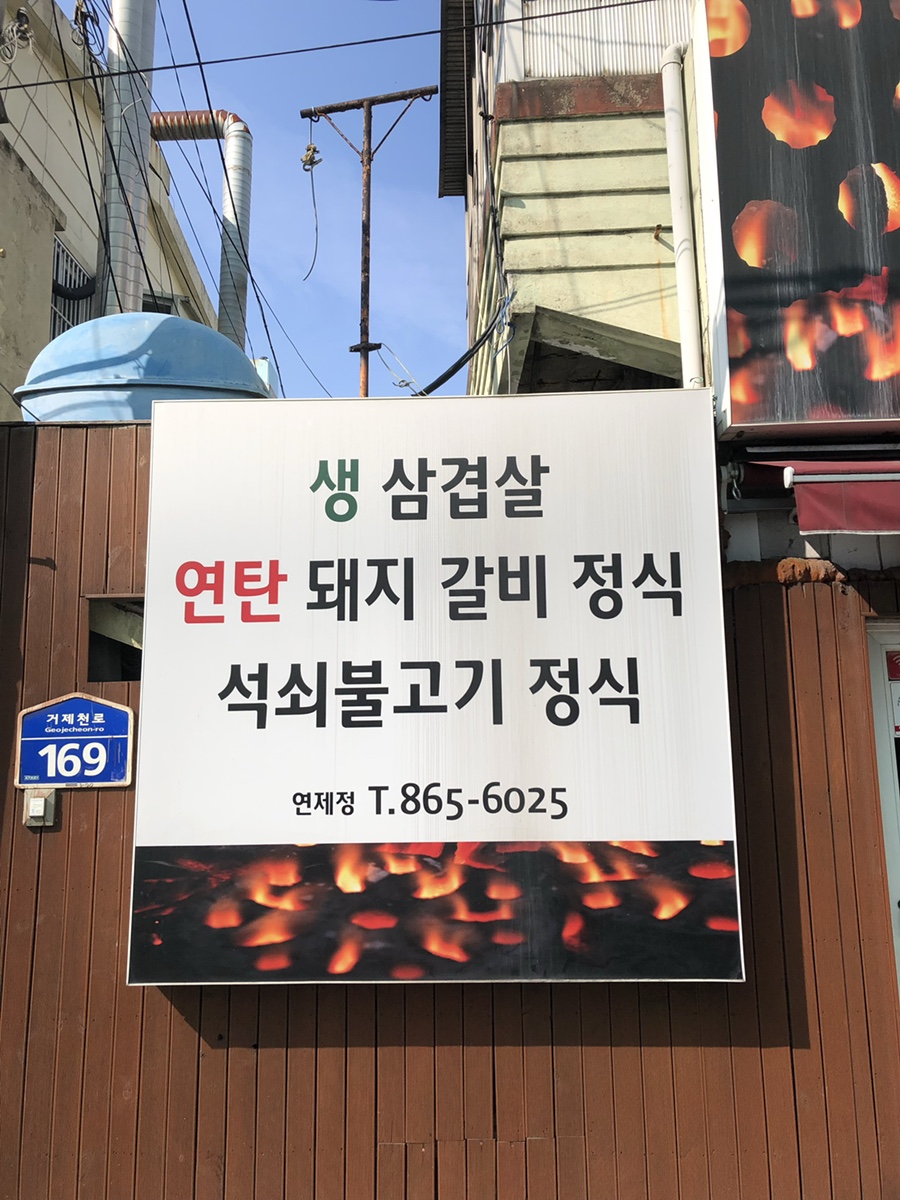 생 삼겹살
연탄 돼지 갈비 정식
석쇠불고기 정식
연제정 T.865-6025
거제천로
Geojecheon-ro
169